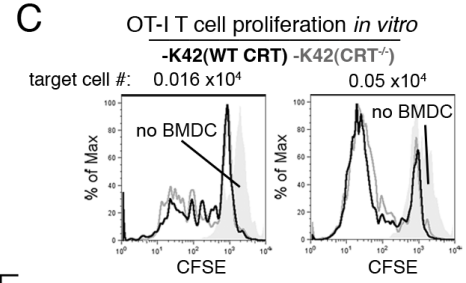 C
OT-I T cell proliferation in vitro
-K42(WT CRT) -K42(CRT-/-)
target cell #: 0.016 x10⁴ 0.05 x10⁴
no BMDC
% of Max
100
80
60
40
20
0
10⁰ 10¹ 10² 10³ 10⁴
CFSE
no BMDC
% of Max
100
80
60
40
20
0
10⁰ 10¹ 10² 10³ 10⁴
CFSE